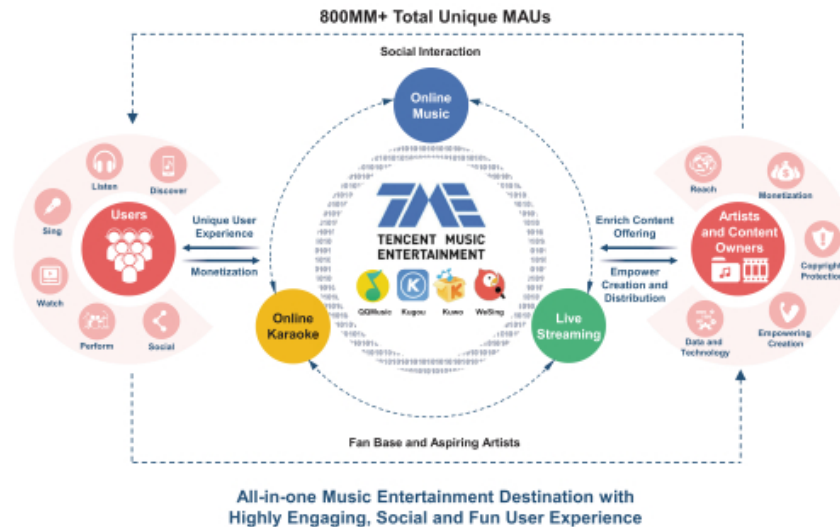 800MM+ Total Unique MAUs
Social Interaction
Online
Music
Listen
Discover
Sing
Users
Watch
Perform
Social
Unique User
Experience
Monetization
TENCENT MUSIC
ENTERTAINMENT
QQMusic
Kugou
Kuwo
WeSing
Online
Karaoke
Live
Streaming
Enrich Content
Offering
Empower
Creation and
Distribution
Reach
Monetization
Artists
and Content
Owners
Copyright
Protection
Empowering
Creation
Data and
Technology
Fan Base and Aspiring Artists
All-in-one Music Entertainment Destination with
Highly Engaging, Social and Fun User Experience